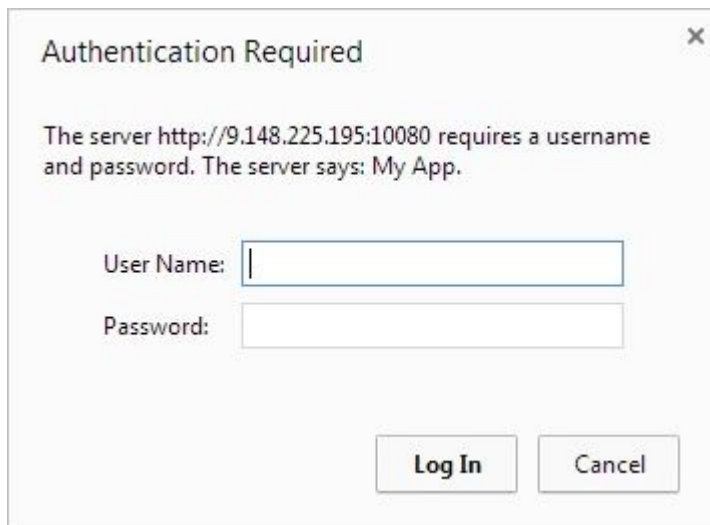 Authentication Required
The server http://9.148.225.195:10080 requires a username
and password. The server says: My App.
User Name:
Password:
Log In Cancel